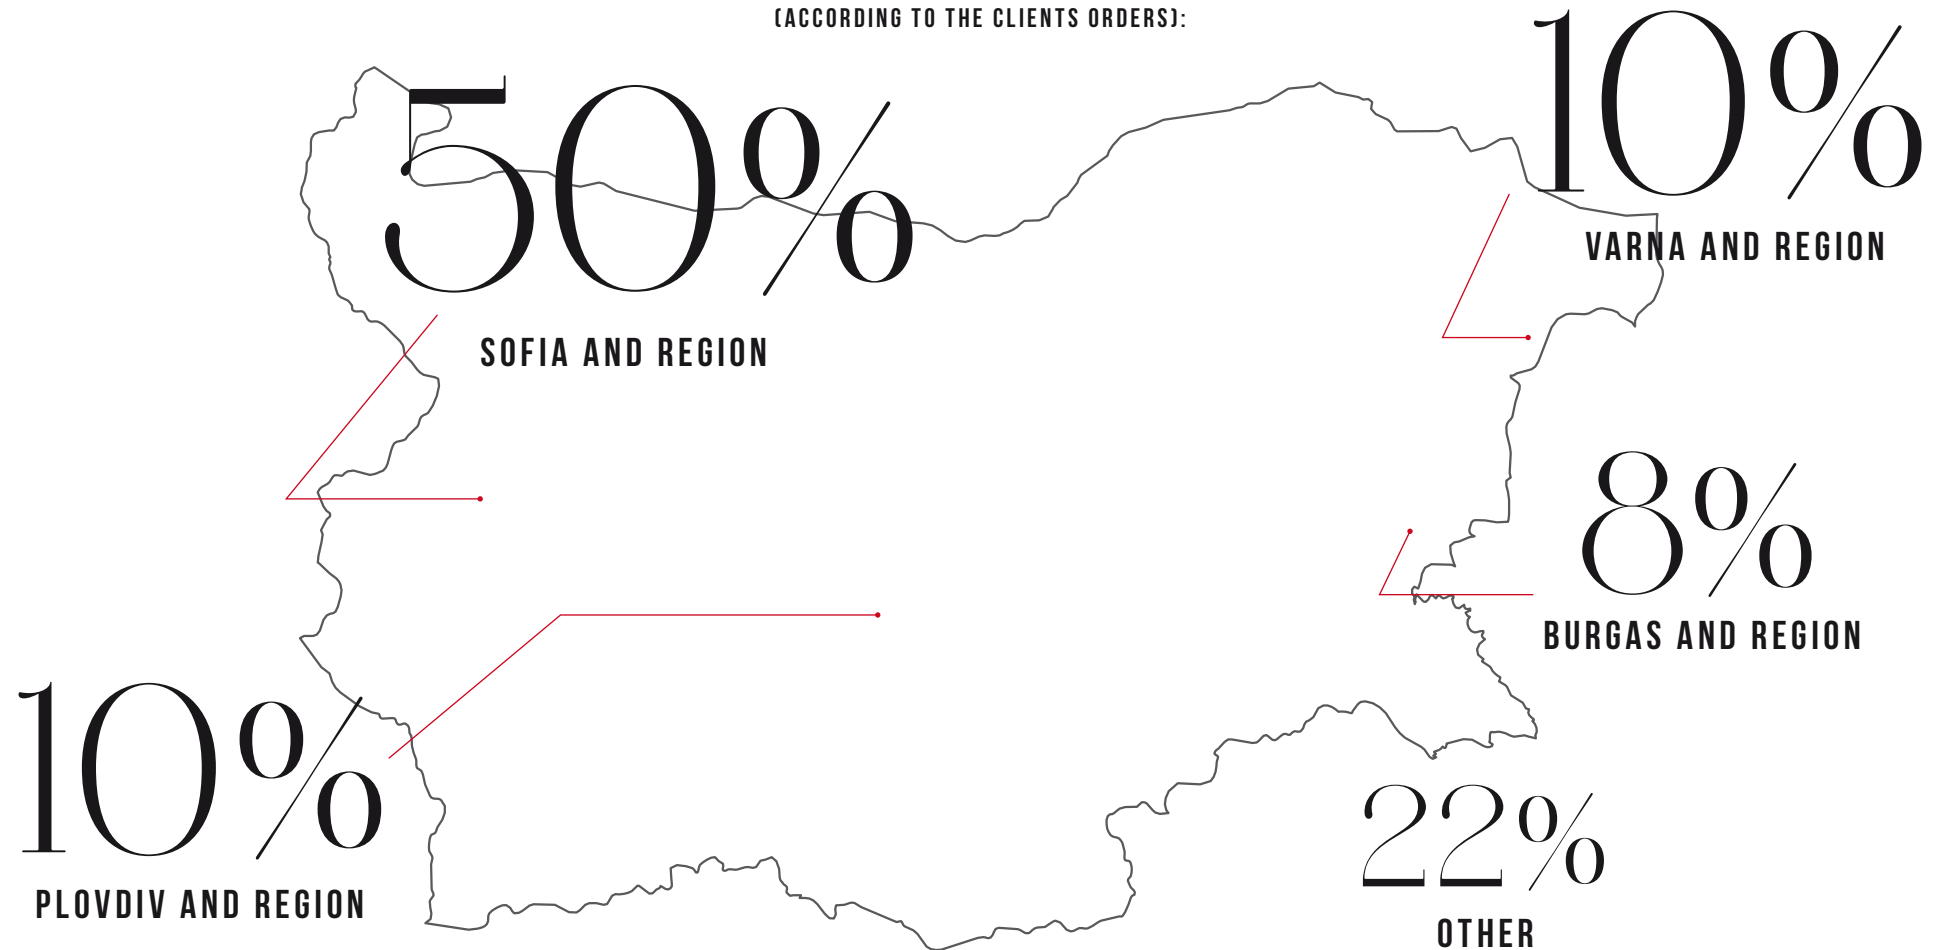 (ACCORDING TO THE CLIENTS ORDERS):
50%
SOFIA AND REGION
10%
VARNA AND REGION
8%
BURGAS AND REGION
10%
PLOVDIV AND REGION
22%
OTHER